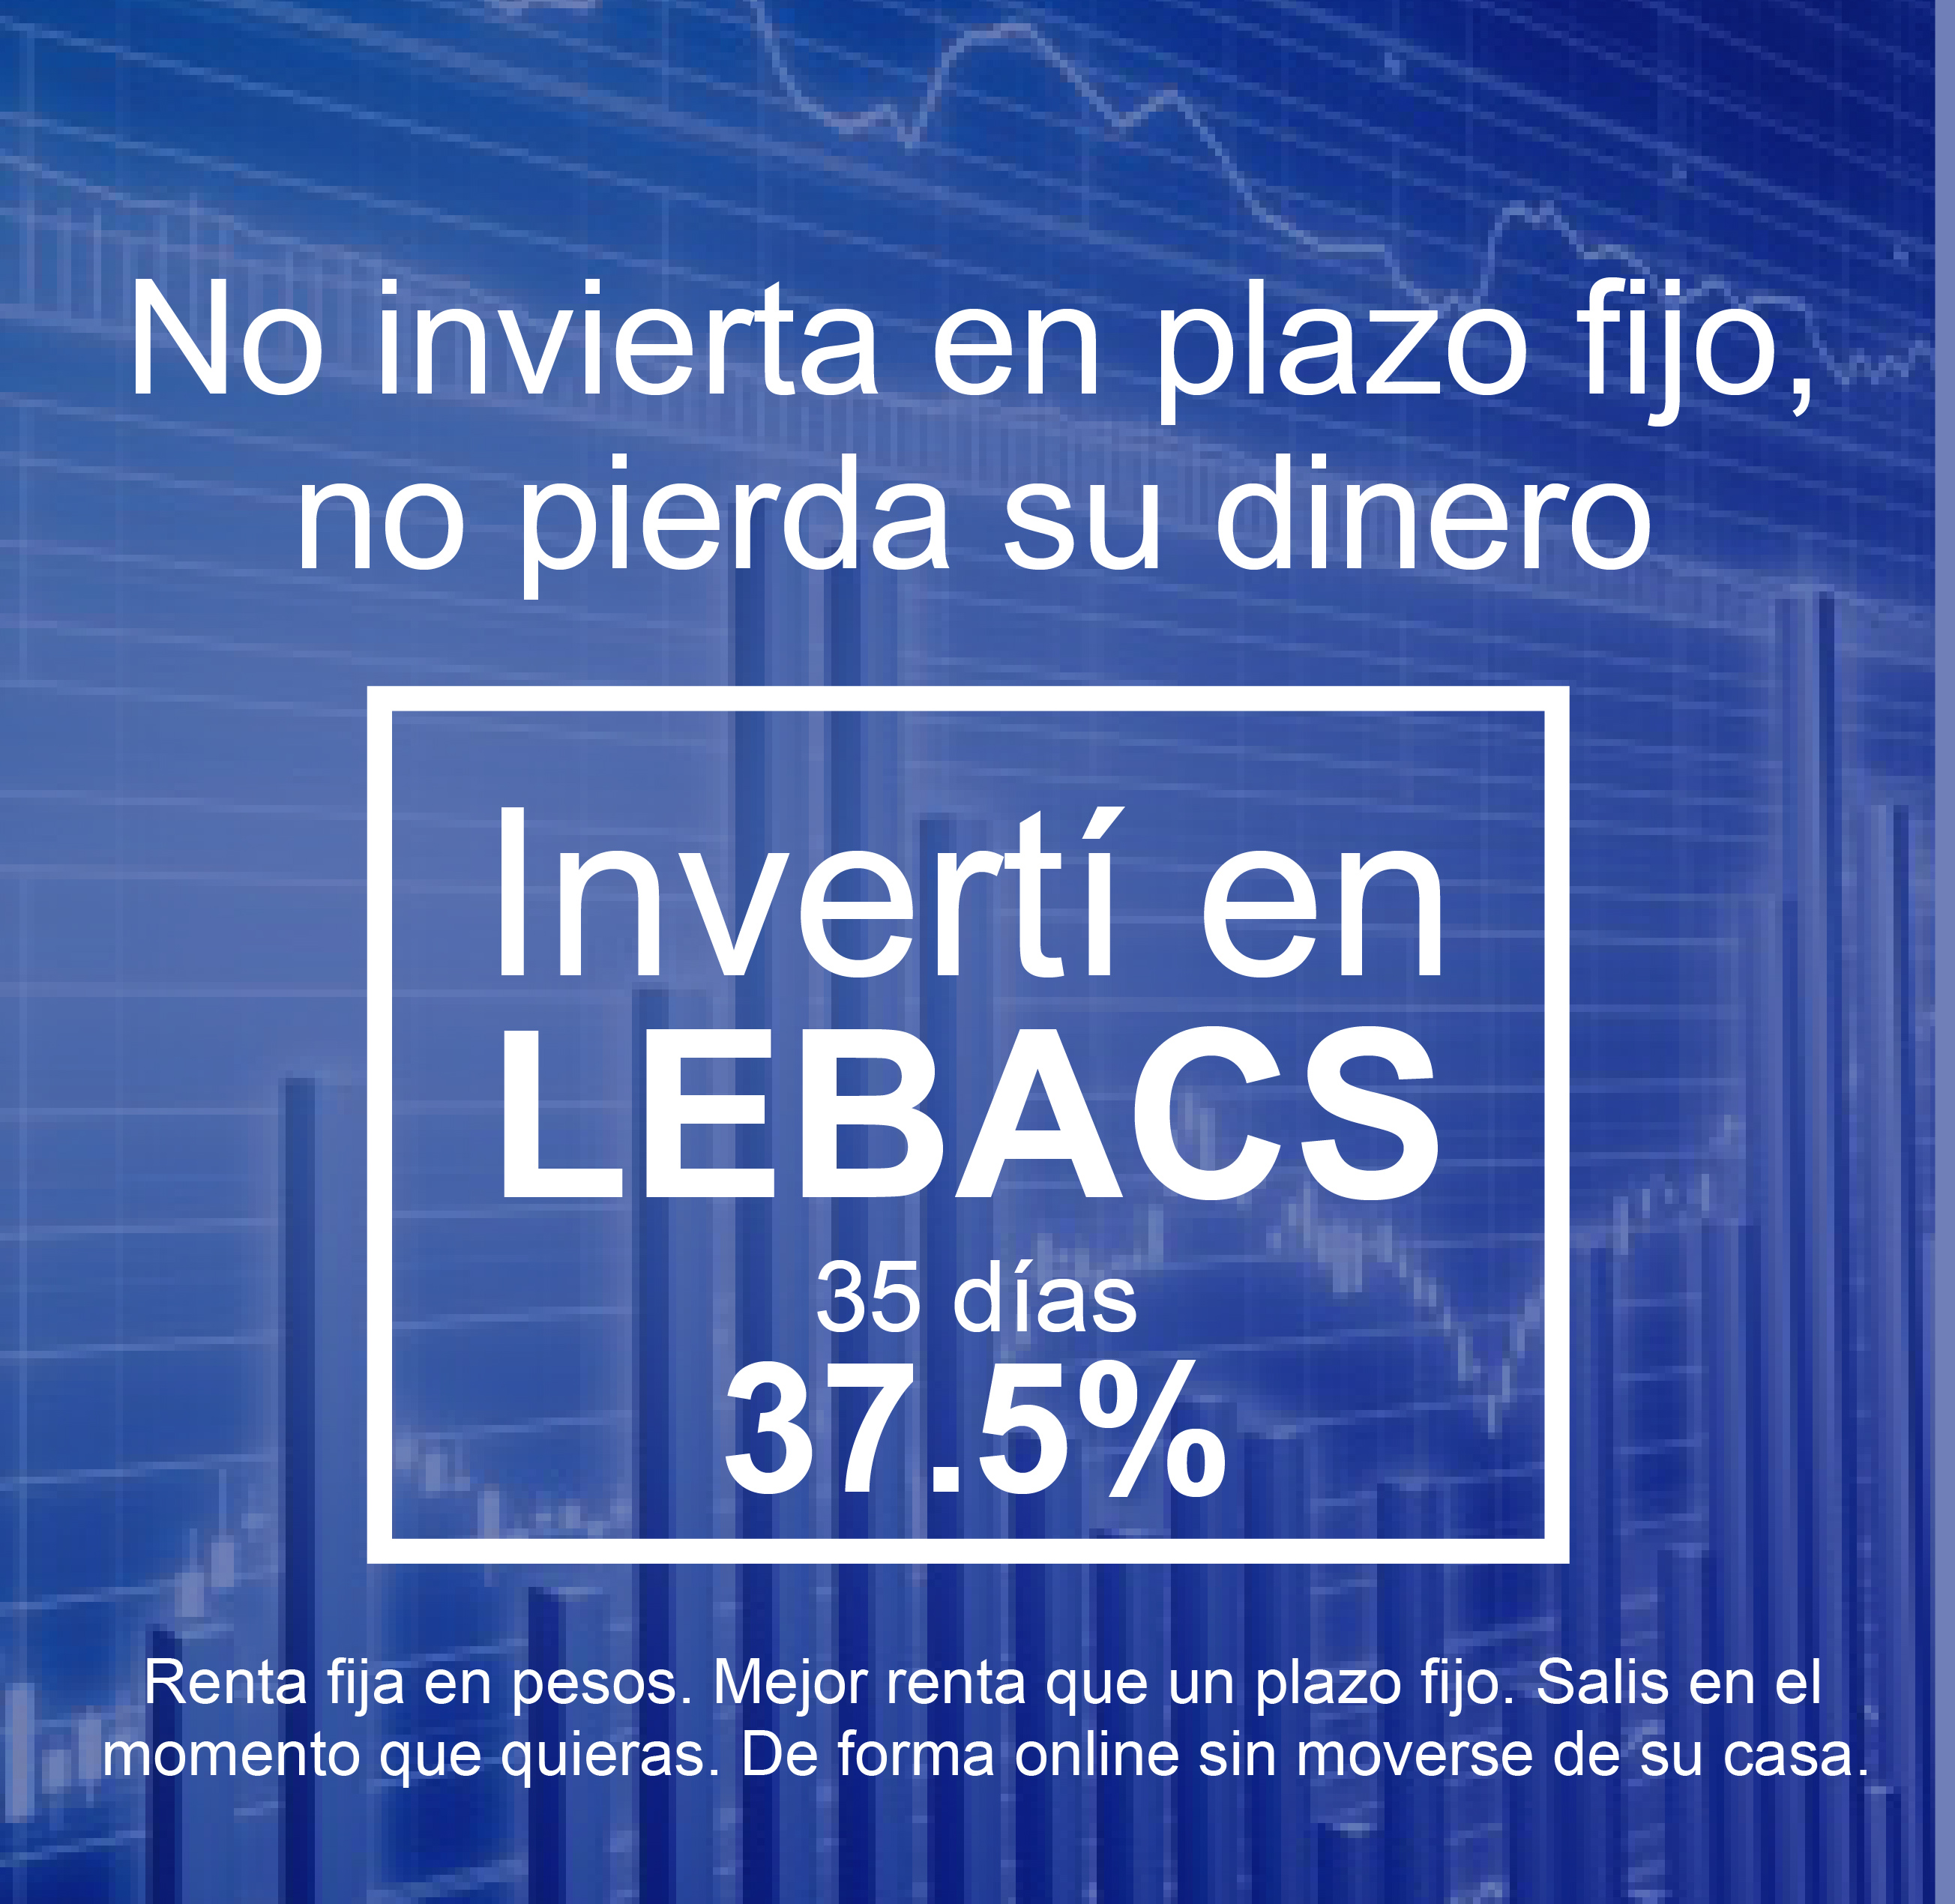 No invierta en plazo fijo,
no pierda su dinero
Invertí en
LEBACS
35 días
37.5%
Renta fija en pesos. Mejor renta que un plazo fijo. Salis en el
momento que quieras. De forma online sin moverse de su casa.